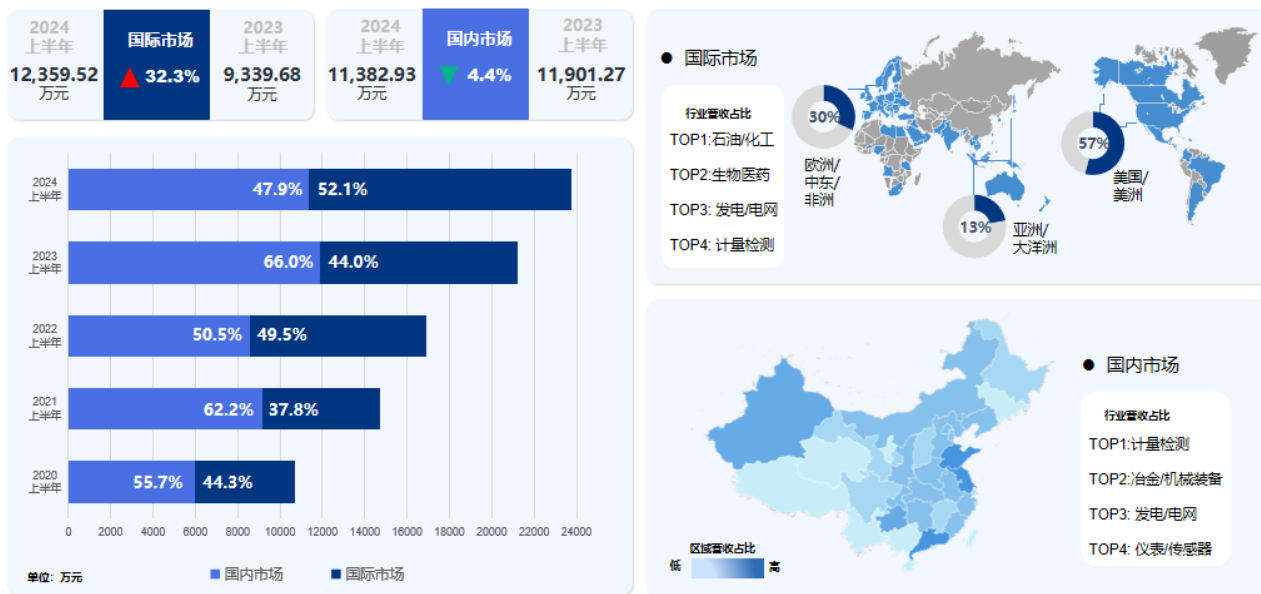 2024
上半年
12,359.52
万元
国际市场
32.3%
2023
上半年
9,339.68
万元
2024
上半年
11,382.93
万元
国内市场
4.4%
2023
上半年
11,901.27
万元
2024
上半年
47.9%
52.1%
2023
上半年
66.0%
44.0%
2022
上半年
50.5%
49.5%
2021
上半年
62.2%
37.8%
2020
上半年
55.7%
44.3%
0 2000 4000 6000 8000 10000 12000 14000 16000 18000 20000 22000 24000
单位：万元
国内市场
国际市场
● 国际市场
行业营收占比
TOP1:石油/化工
TOP2:生物医药
TOP3: 发电/电网
TOP4: 计量检测
30%
欧洲/
中东/
非洲
13%
亚洲/
大洋洲
57%
美国/
美洲
● 国内市场
行业营收占比
TOP1:计量检测
TOP2:冶金/机械装备
TOP3: 发电/电网
TOP4: 仪表/传感器
区域营收占比
低
高